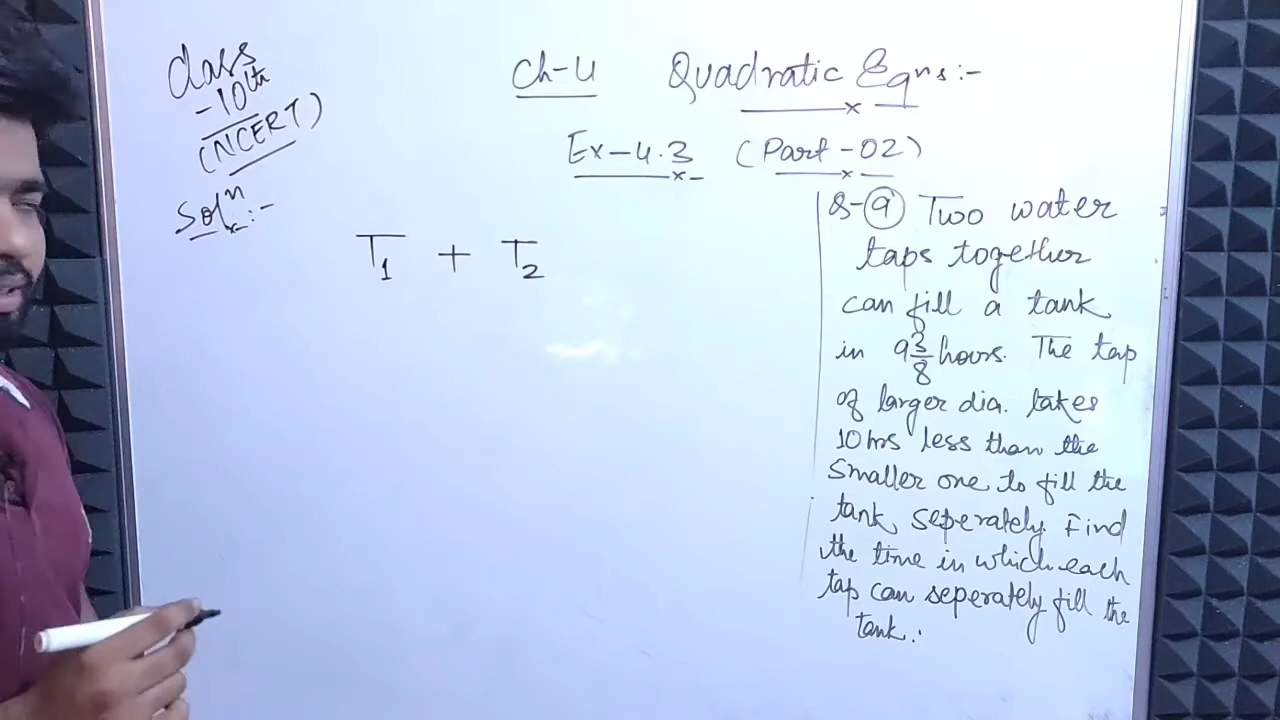 Class
-10th
(NCERT)
Ch-4 Quadratic Eqns:-
Ex-4.3 (Part-02)
Soln:-
T1 + T2
Q-9 Two water
taps together
can fill a tank
in 9 3/8 hours. The tap
of larger dia. takes
10 hrs less than the
smaller one to fill the
tank seperately. Find
the time in which each
tap can seperately fill the
tank.